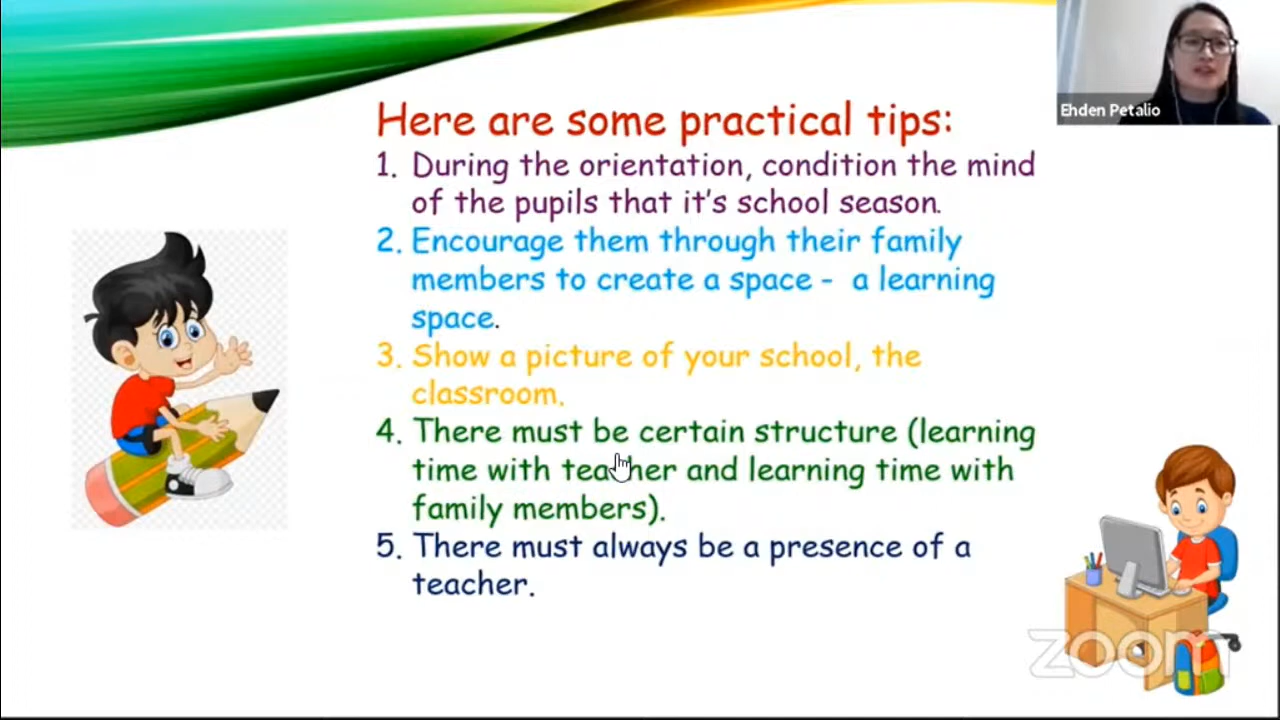 Ehden Petalio
Here are some practical tips:
1. During the orientation, condition the mind
of the pupils that it's school season.
2. Encourage them through their family
members to create a space - a learning
space.
3. Show a picture of your school, the
classroom.
4. There must be certain structure (learning
time with teacher and learning time with
family members).
5. There must always be a presence of a
teacher.
zoom